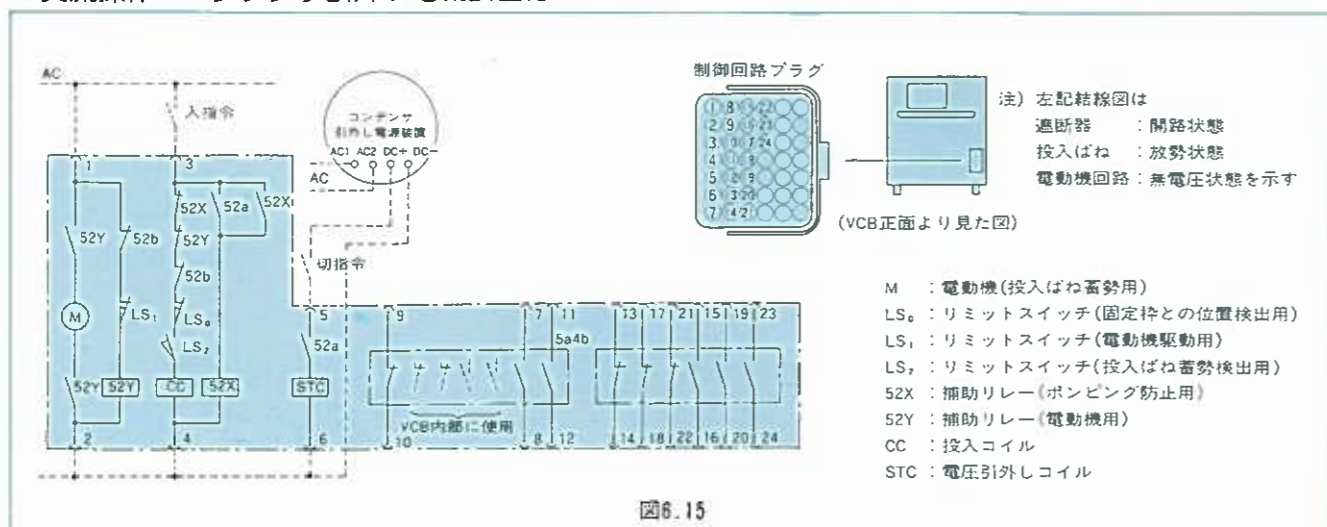 AC
入指令
コンデンサ
引外し電源装置
AC1 AC2 DC+ DC-
AC
切指令
1
3
52X
52a
52X
52Y
52b
52Y
52b
M
LS₁
LS₀
LS₂
52Y
52Y
CC
52X
2
4
5
52a
STC
6
9
7
11
5a4b
VCB内部に使用
10
8
12
13
17
21
15
19
23
14
18
22
16
20
24
制御回路プラグ
1 8 22
2 9 23
3 24
4
5
6
7
(VCB正面より見た図)
注) 左記結線図は
遮断器 : 開路状態
投入ばね : 放勢状態
電動機回路 : 無電圧状態を示す
M : 電動機(投入ばね蓄勢用)
LS₀ : リミットスイッチ(固定枠との位置検出用)
LS₁ : リミットスイッチ(電動機駆動用)
LS₂ : リミットスイッチ(投入ばね蓄勢検出用)
52X : 補助リレー(ポンピング防止用)
52Y : 補助リレー(電動機用)
CC : 投入コイル
STC : 電圧引外しコイル
図6.15